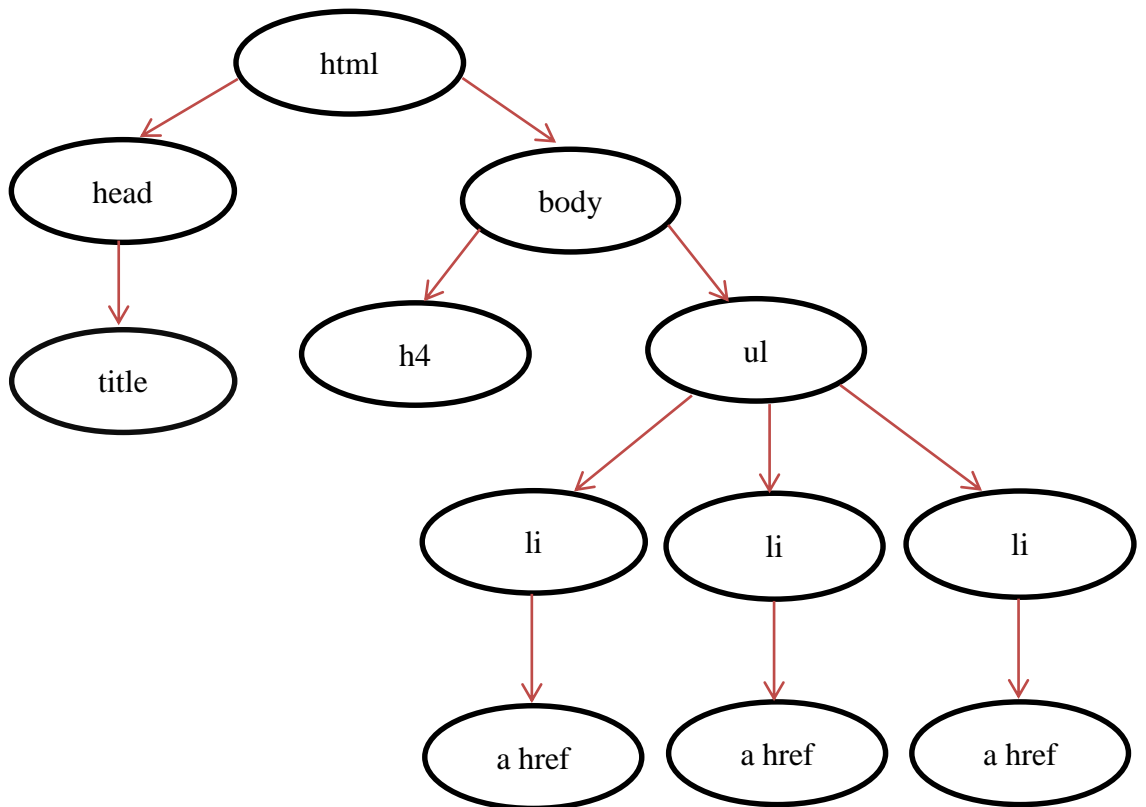 html
head
body
title
h4
ul
li
li
li
a href
a href
a href